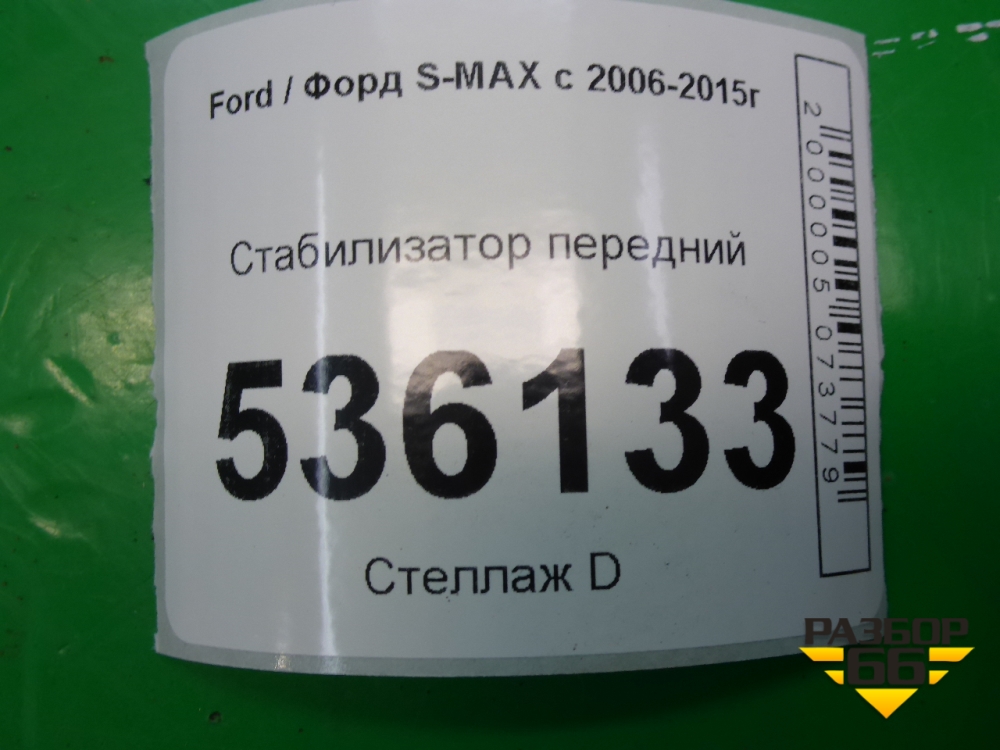 Ford / Форд S-MAX с 2006-2015г
Стабилизатор передний
536133
Стеллаж D
2000005073779
РАЗБОР
66